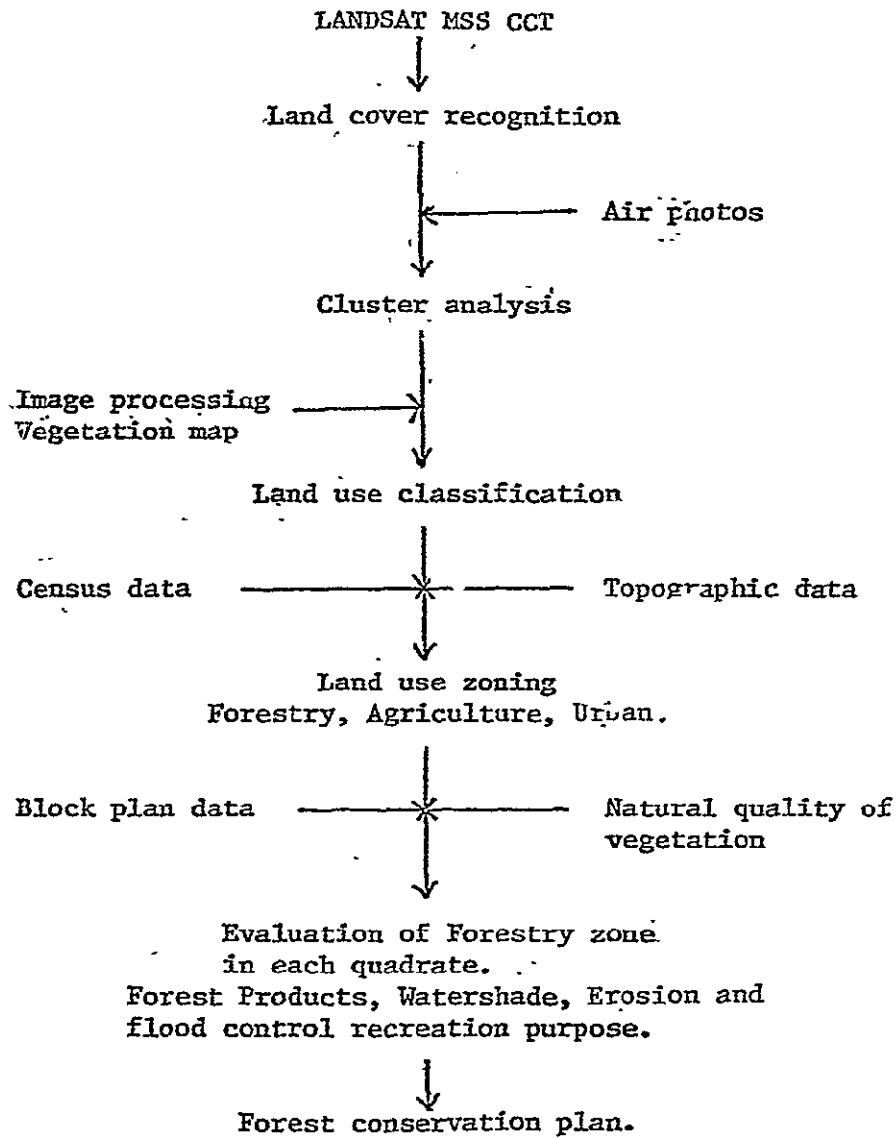 LANDSAT MSS CCT
Land cover recognition
Air photos
Cluster analysis
Image processing
Vegetation map
Land use classification
Census data
Topographic data
Land use zoning
Forestry, Agriculture, Urban.
Block plan data
Natural quality of
vegetation
Evaluation of Forestry zone
in each quadrate.
Forest Products, Watershade, Erosion and
flood control recreation purpose.
Forest conservation plan.